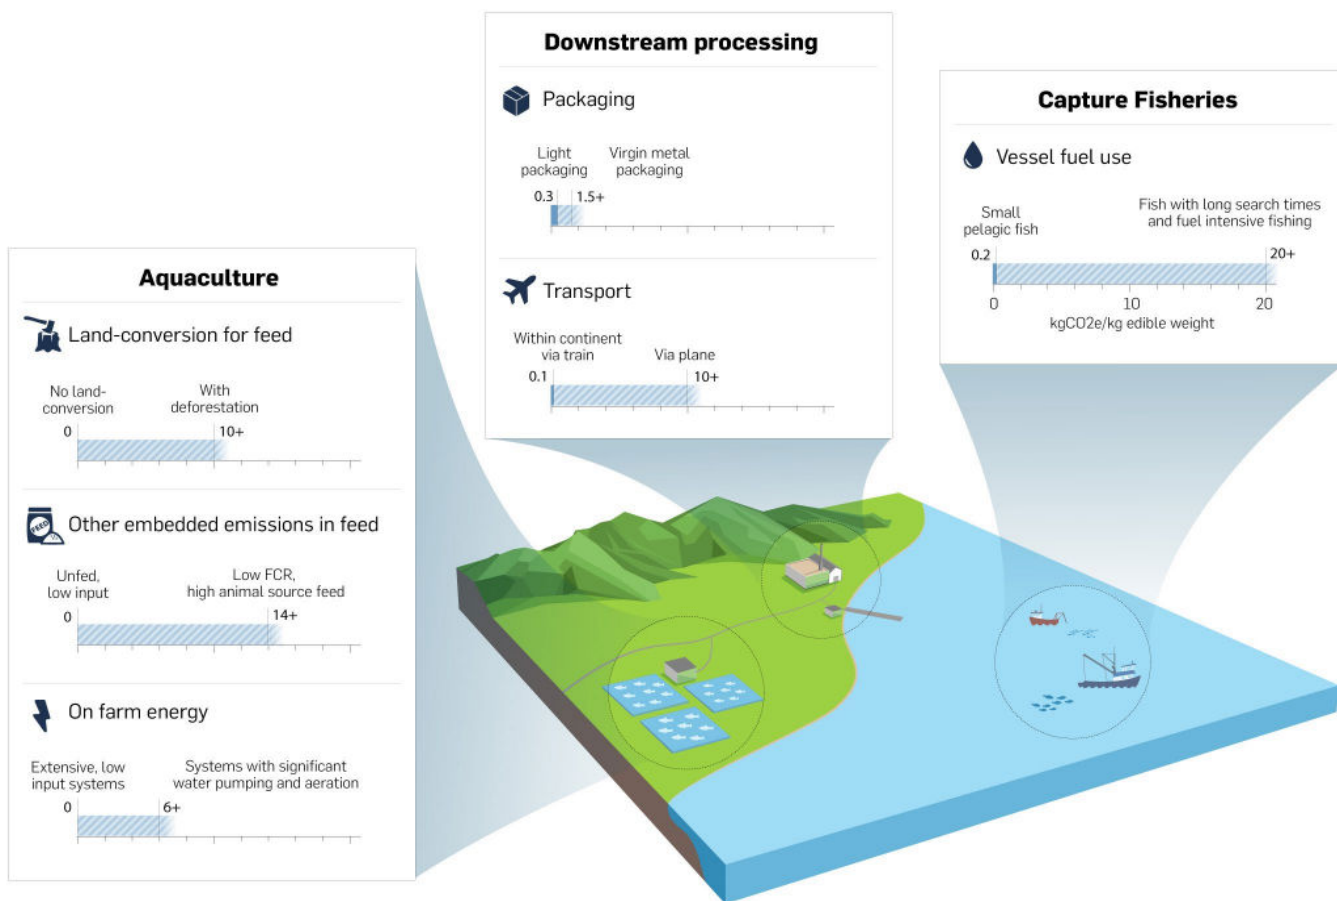 Downstream processing
Packaging
Light
packaging
Virgin metal
packaging
0.3
1.5+
Transport
Within continent
via train
Via plane
0.1
10+
Capture Fisheries
Vessel fuel use
Small
pelagic fish
Fish with long search times
and fuel intensive fishing
0.2
20+
0
10
20
kgCO2e/kg edible weight
Aquaculture
Land-conversion for feed
No land-
conversion
With
deforestation
0
10+
FEED
Other embedded emissions in feed
Unfed,
low input
Low FCR,
high animal source feed
0
14+
On farm energy
Extensive, low
input systems
Systems with significant
water pumping and aeration
0
6+